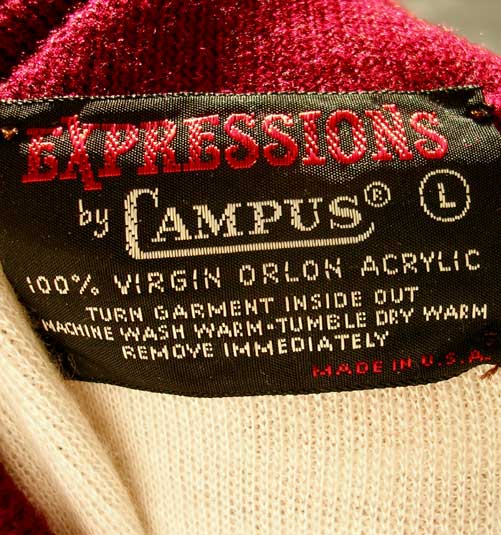 EXPRESSIONS
by CAMPUS® L
100% VIRGIN ORLON ACRYLIC
TURN GARMENT INSIDE OUT
MACHINE WASH WARM-TUMBLE DRY WARM
REMOVE IMMEDIATELY
MADE IN U.S.A.